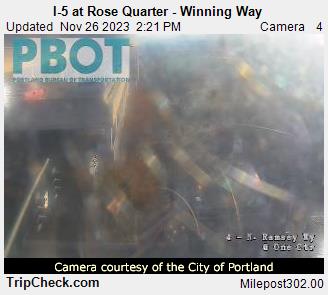 I-5 at Rose Quarter - Winning Way
Updated Nov 26 2023 2:21 PM Camera 4
PBOT
PORTLAND BUREAU OF TRANSPORTATION
4 - N. Ramsey Wy
@ One Ctr
Camera courtesy of the City of Portland
TripCheck.com Milepost302.00